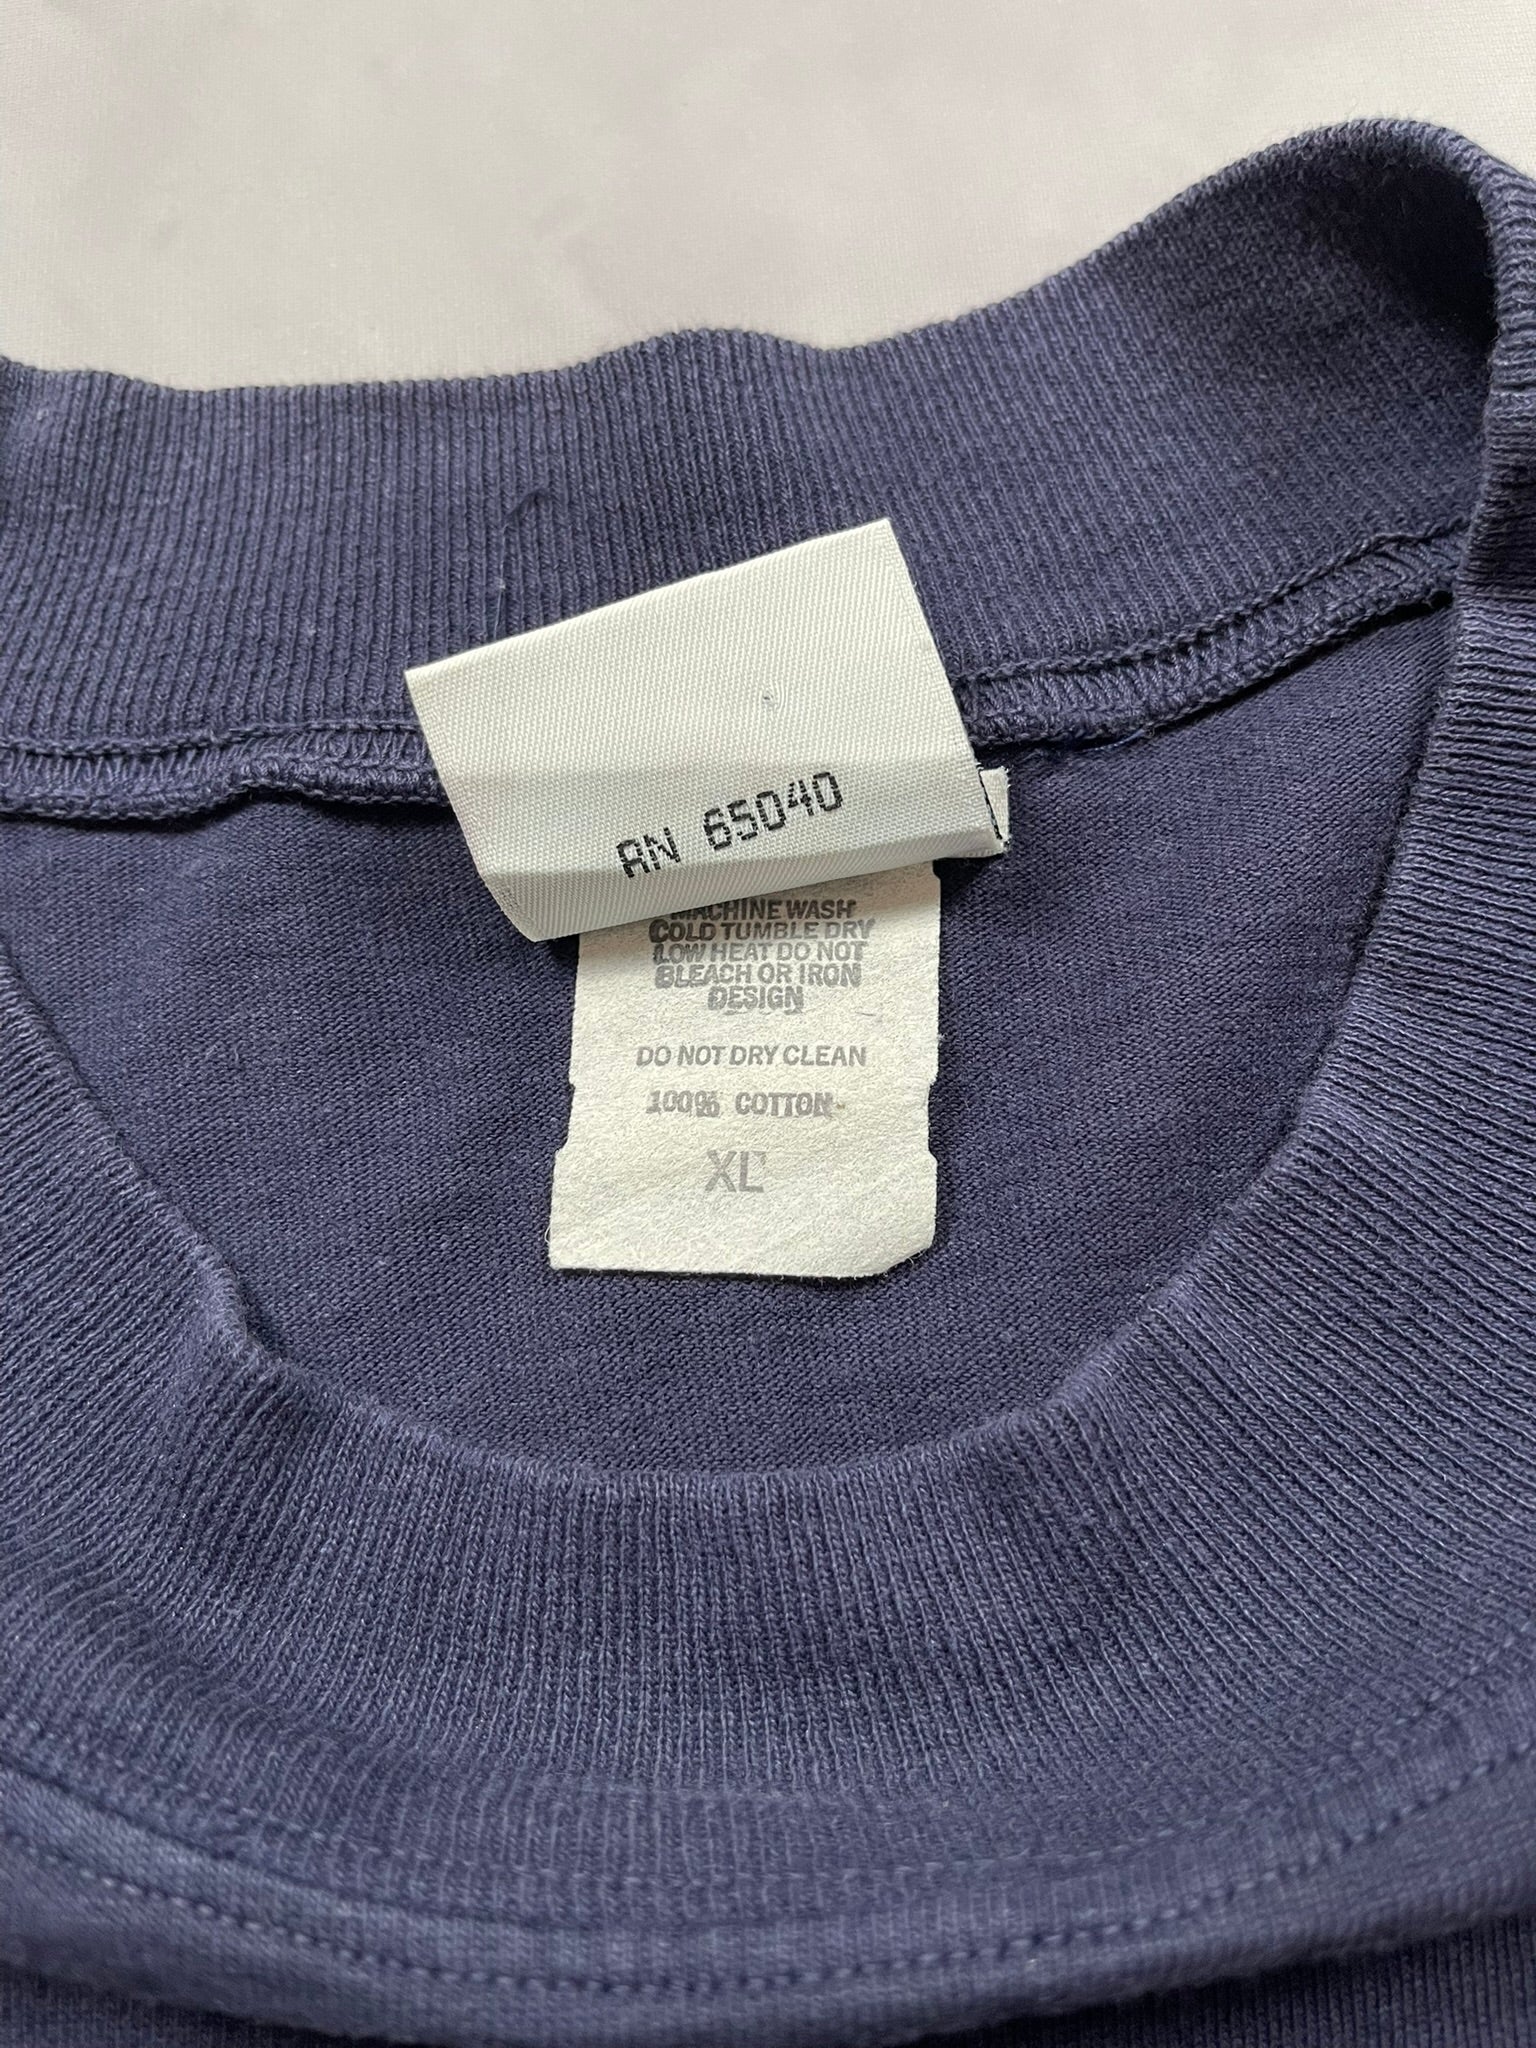 RN 65040
MACHINE WASH
COLD TUMBLE DRY
LOW HEAT DO NOT
BLEACH OR IRON
DESIGN
DO NOT DRY CLEAN
100% COTTON
XL